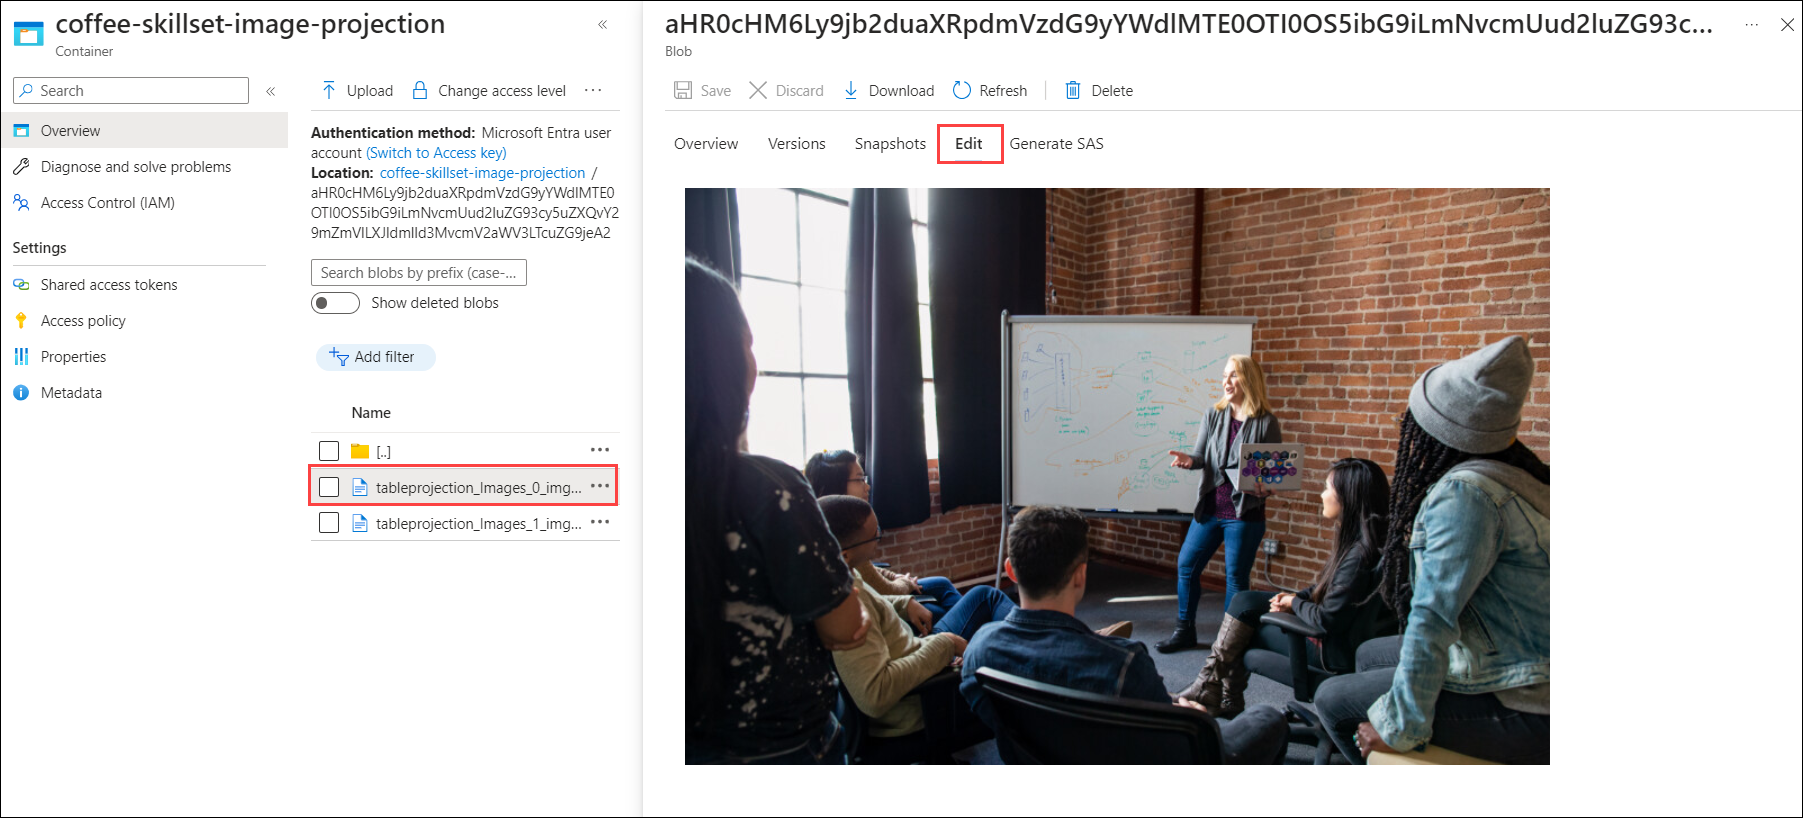 coffee-skillset-image-projection
Container
Search
Overview
Diagnose and solve problems
Access Control (IAM)
Settings
Shared access tokens
Access policy
Properties
Metadata
Upload
Change access level
Authentication method: Microsoft Entra user
account (Switch to Access key)
Location: coffee-skillset-image-projection /
aHR0cHM6Ly9jb2duaXRpdmVzdG9yYWdlMTE0
OTI0OS5ibG9iLmNvcmUud2luZG93cy5uZXQvY2
9mZmVlLXJldmlld3MvcmV2aWV3LTcuZG9jeA2
Search blobs by prefix (case-...
Show deleted blobs
Add filter
Name
[..]
tableprojection_Images_0_img...
tableprojection_Images_1_img...
aHR0cHM6Ly9jb2duaXRpdmVzdG9yYWdlMTE0OTI0OS5ibG9iLmNvcmUud2luZG93c...
Blob
Save
Discard
Download
Refresh
Delete
Overview
Versions
Snapshots
Edit
Generate SAS